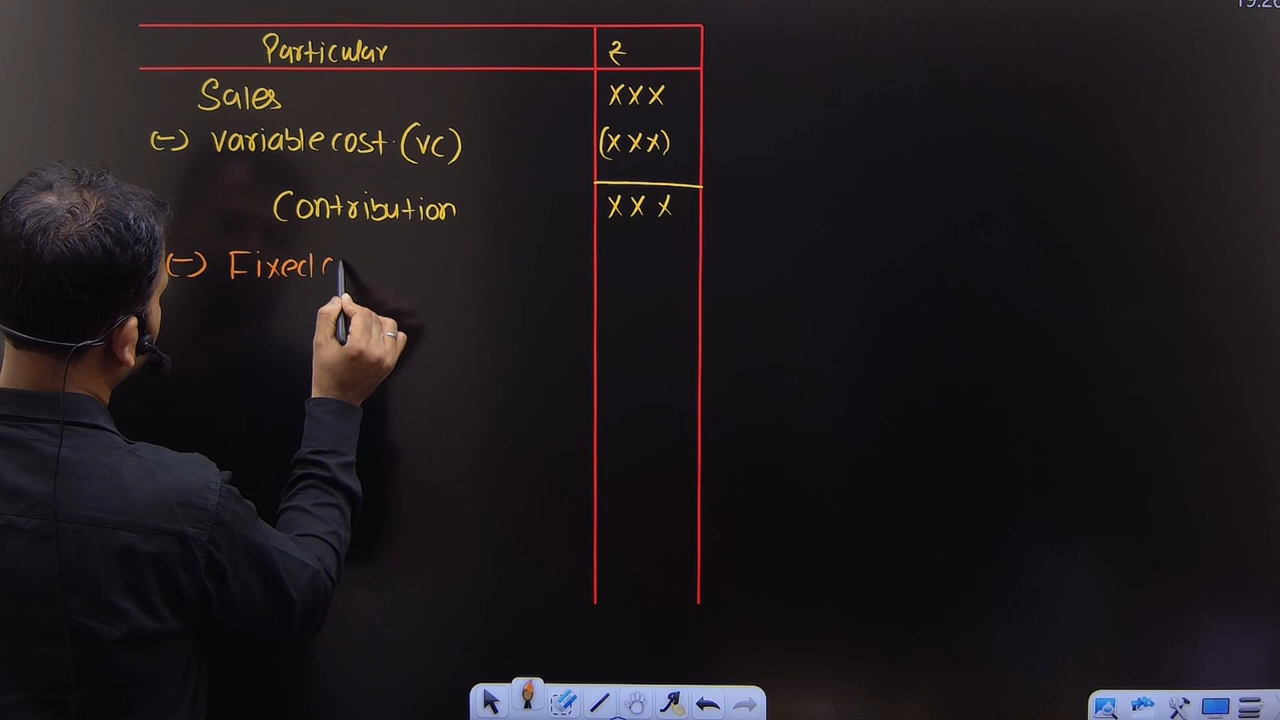 Particular ₹
Sales XXX
(-) Variable cost. (VC) (XXX)
Contribution XXX
(-) Fixed c